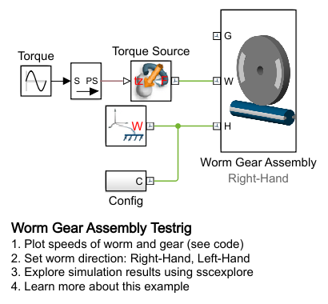 G
Torque
Torque Source
S PS
tz
W
W
H
C
Config
Worm Gear Assembly
Right-Hand
Worm Gear Assembly Testrig
1. Plot speeds of worm and gear (see code)
2. Set worm direction: Right-Hand, Left-Hand
3. Explore simulation results using sscexplore
4. Learn more about this example